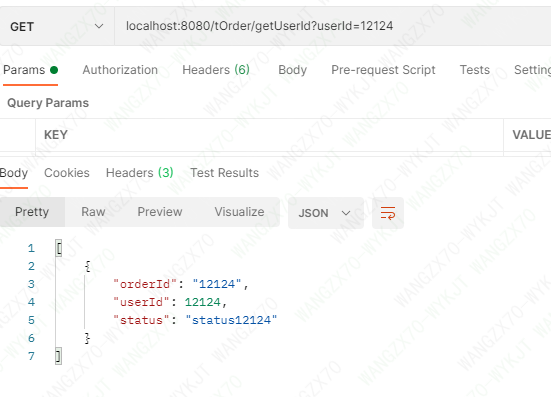 GET localhost:8080/tOrder/getUserId?userId=12124
Params Authorization Headers (6) Body Pre-request Script Tests Settin
Query Params
KEY VALUE
Body Cookies Headers (3) Test Results
Pretty Raw Preview Visualize JSON
1 [
2 {
3 "orderId": "12124",
4 "userId": 12124,
5 "status": "status12124"
6 }
7 ]